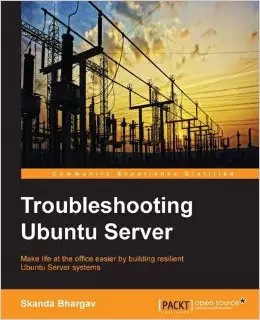 Community Experience Distilled
Troubleshooting
Ubuntu Server
Make life at the office easier by building resilient
Ubuntu Server systems
Skanda Bhargav
PACKT
open source*
PUBLISHING